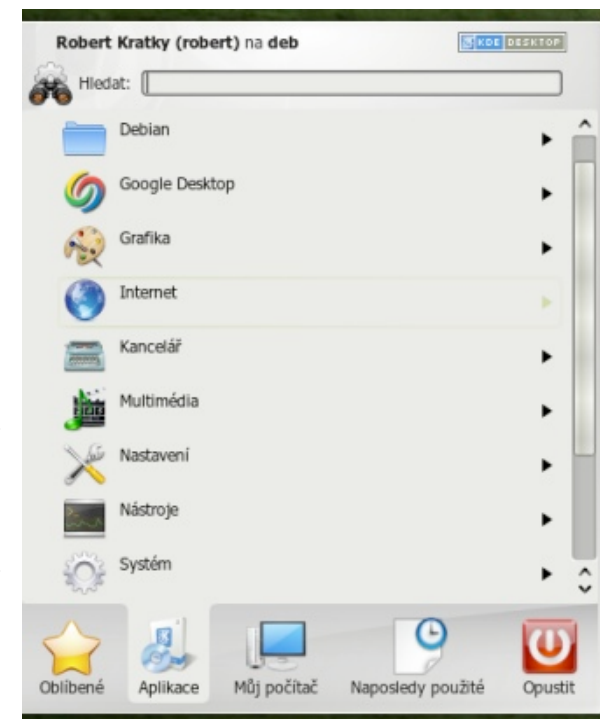 Robert Kratky (robert) na deb
KDE DESKTOP
Hledat:
Debian
Google Desktop
Grafika
Internet
Kancelář
Multimédia
Nastavení
Nástroje
Systém
Oblíbené Aplikace Můj počítač Naposledy použité Opustit